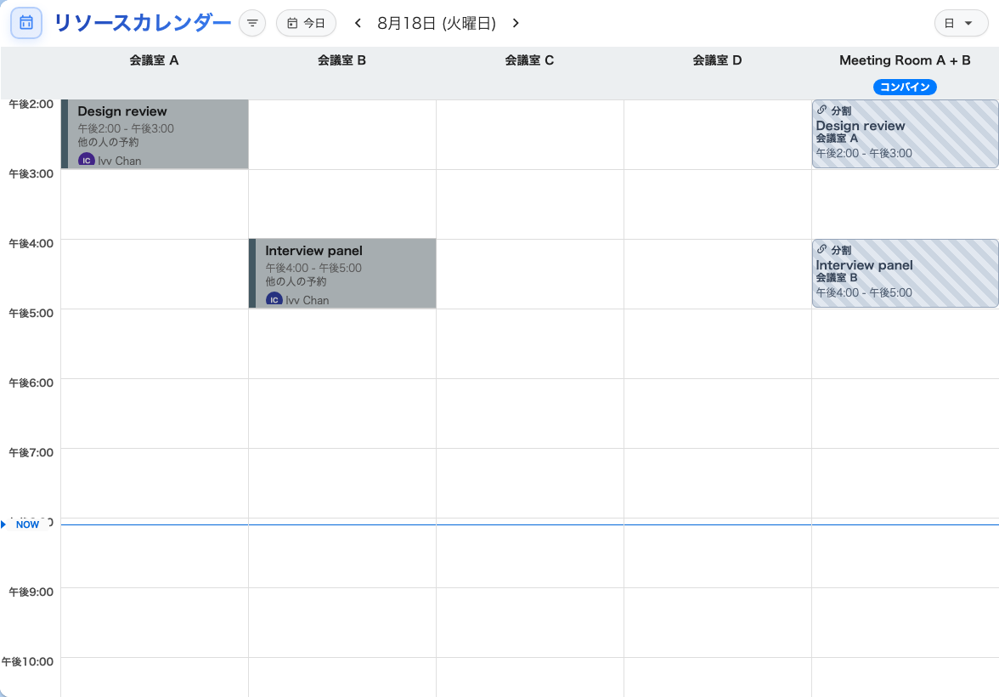 リソースカレンダー
今日
8月18日 (火曜日)
日
会議室 A
会議室 B
会議室 C
会議室 D
Meeting Room A + B
コンバイン
午後2:00
Design review
午後2:00 - 午後3:00
他の人の予約
IC Ivy Chan
分割
Design review
会議室 A
午後2:00 - 午後3:00
午後3:00
午後4:00
Interview panel
午後4:00 - 午後5:00
他の人の予約
IC Ivy Chan
分割
Interview panel
会議室 B
午後4:00 - 午後5:00
午後5:00
午後6:00
午後7:00
NOW
午後9:00
午後10:00